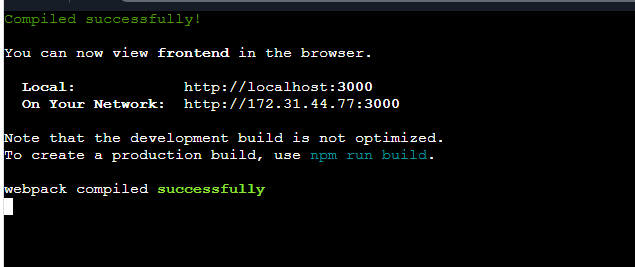 Compiled successfully!
You can now view frontend in the browser.
Local: http://localhost:3000
On Your Network: http://172.31.44.77:3000
Note that the development build is not optimized.
To create a production build, use npm run build.
webpack compiled successfully